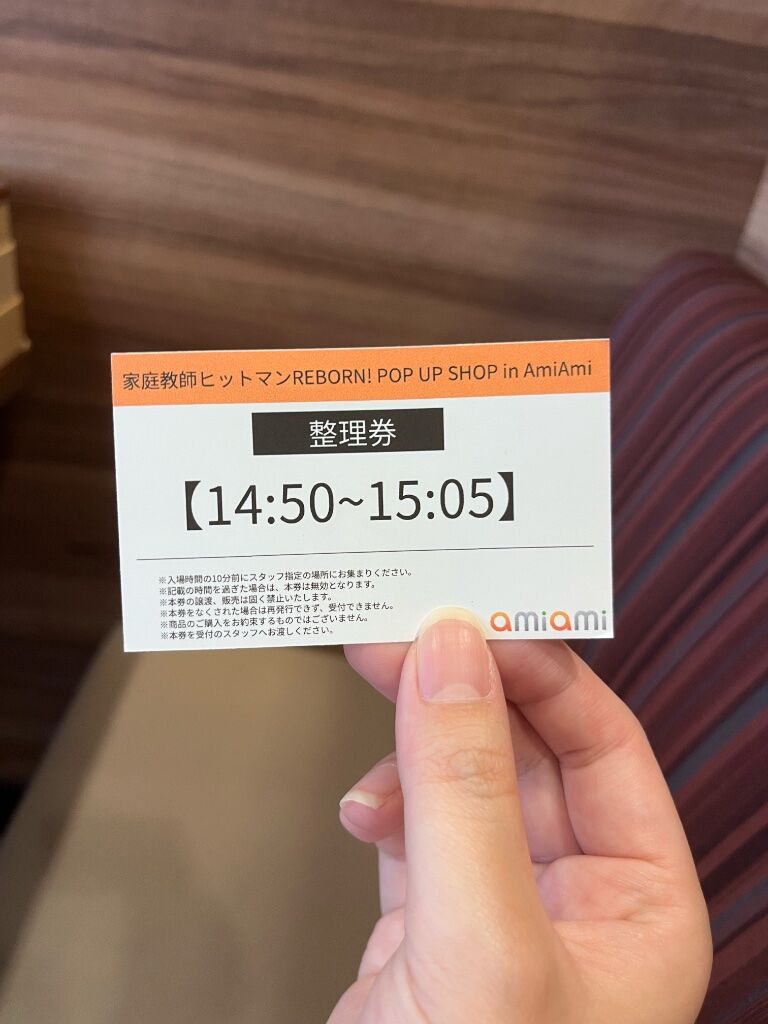 家庭教師ヒットマンREBORN! POP UP SHOP in AmiAmi
整理券
【14:50~15:05】
※入場時間の10分前にスタッフ指定の場所にお集まりください。
※記載の時間を過ぎた場合は、本券は無効となります。
※本券の譲渡、販売は固く禁止いたします。
※本券をなくされた場合は再発行できず、受付できません。
※商品のご購入をお約束するものではございません。
※本券を受付のスタッフへお渡しください。
amiami